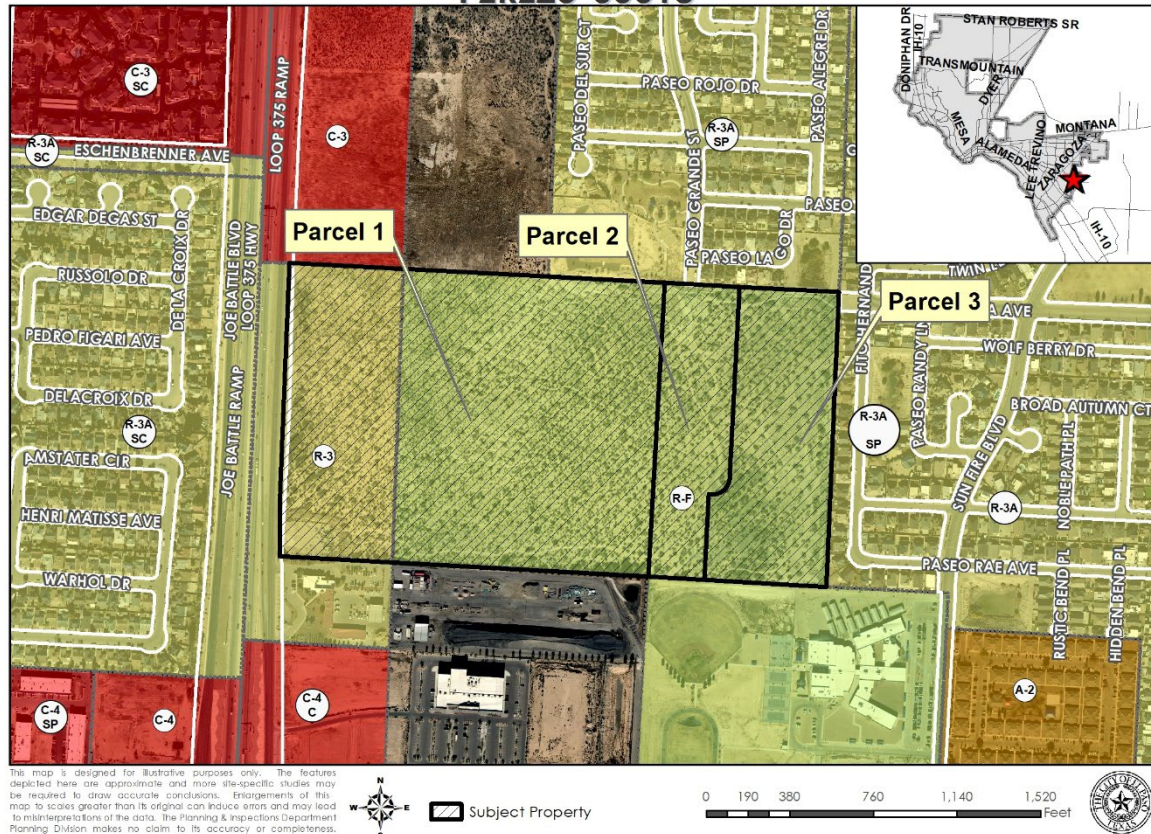 C-3
SC
R-3A
SC
ESCHENBRENNER AVE
EDGAR DEGAS ST
RUSSOLO DR
PEDRO FIGARI AVE
DELACROIX DR
DE LA CROIX DR
R-3A
SC
AMSTATER CIR
HENRI MATISSE AVE
WARHOL DR
C-4
SP
C-4
LOOP 375 RAMP
JOE BATTLE BLVD
LOOP 375 HWY
JOE BATTLE RAMP
C-3
Parcel 1
Parcel 2
Parcel 3
R-3
R-F
C-4
C
PASEO DEL SUR CT
PASEO ROJO DR
PASEO ALEGRE DR
R-3A
SP
PASEO GRANDE ST
PASEO
GO DR
PASEO LA
R-3A
SP
PASEO RANDY LN
WOLF BERRY DR
BROAD AUTUMN CT
SUN FIRE BLVD
NOBLE PATH PL
R-3A
PASEO RAE AVE
RUSTIC BEND PL
HIDDEN BEND PL
A-2
STAN ROBERTS SR
DONIPHAN DR
IH-10
TRANSMOUNTAIN
DYER
MESA
MONTANA
ALAMEDA
LEE TREVINO
ZARAGOZA
IH-10
This map is designed for illustrative purposes only. The features
depicted here are approximate and more site-specific studies may
be required to draw accurate conclusions. Enlargements of this
map to scales greater than its original can induce errors and may lead
to misinterpretations of the data. The Planning & Inspections Department
Planning Division makes no claim to its accuracy or completeness.
N
W E
Subject Property
0 190 380 760 1,140 1,520
Feet
THE CITY OF EL PASO
TEXAS